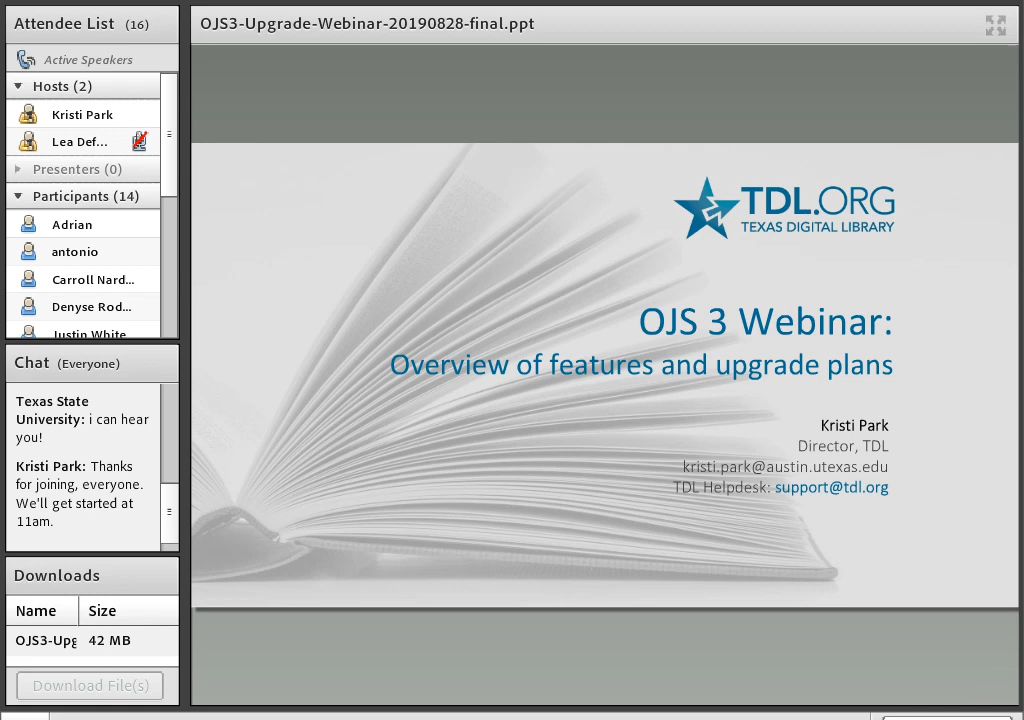 Attendee List (16)
Active Speakers
Hosts (2)
Kristi Park
Lea Def...
Presenters (0)
Participants (14)
Adrian
antonio
Carroll Nard...
Denyse Rod...
Justin White
Chat (Everyone)
Texas State
University: i can hear
you!
Kristi Park: Thanks
for joining, everyone.
We'll get started at
11am.
Downloads
Name Size
OJS3-Upg 42 MB
Download File(s)
OJS3-Upgrade-Webinar-20190828-final.ppt
TDL.ORG
TEXAS DIGITAL LIBRARY
OJS 3 Webinar:
Overview of features and upgrade plans
Kristi Park
Director, TDL
kristi.park@austin.utexas.edu
TDL Helpdesk: support@tdl.org